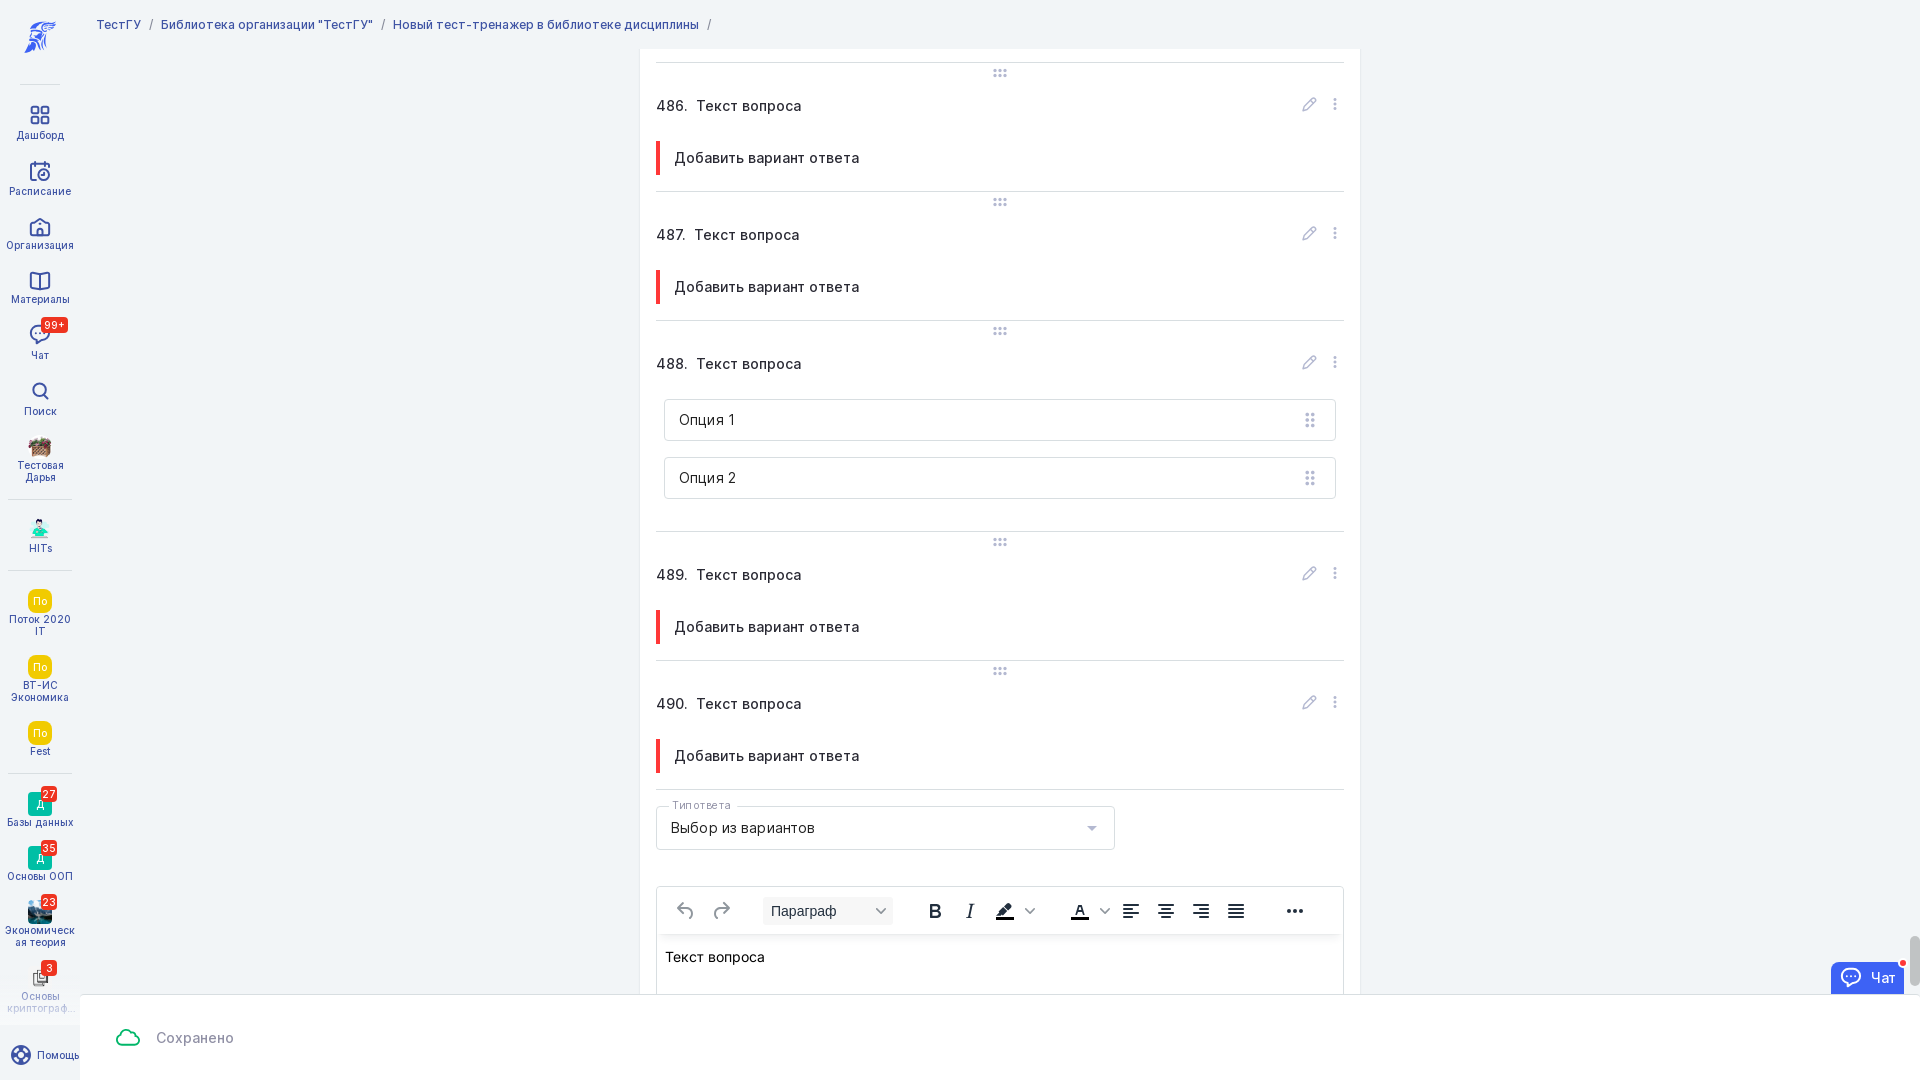 ТестГУ / Библиотека организации "ТестГУ" / Новый тест-тренажер в библиотеке дисциплины /
Дашборд
Расписание
Организация
Материалы
99+
Чат
Поиск
Тестовая
Дарья
HITs
По
Поток 2020
IT
По
ВТ-ИС
Экономика
По
Fest
27
Д
Базы данных
35
Д
Основы ООП
23
Экономическ
ая теория
3
Основы
криптограф...
Помощь
486. Текст вопроса
Добавить вариант ответа
487. Текст вопроса
Добавить вариант ответа
488. Текст вопроса
Опция 1
Опция 2
489. Текст вопроса
Добавить вариант ответа
490. Текст вопроса
Добавить вариант ответа
Тип ответа
Выбор из вариантов
Параграф
Текст вопроса
Чат
Сохранено